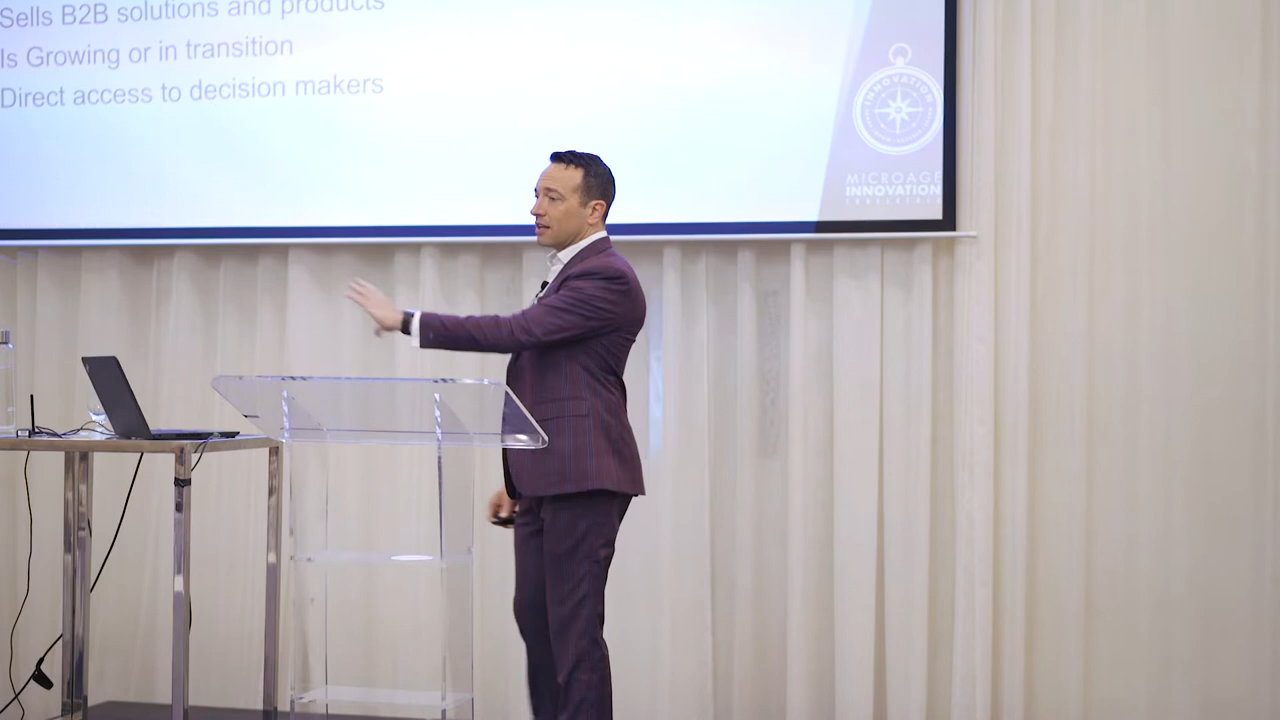 Sells B2B solutions and products
Is Growing or in transition
Direct access to decision makers
INNOVATION
MICROAGE
INNOVATION